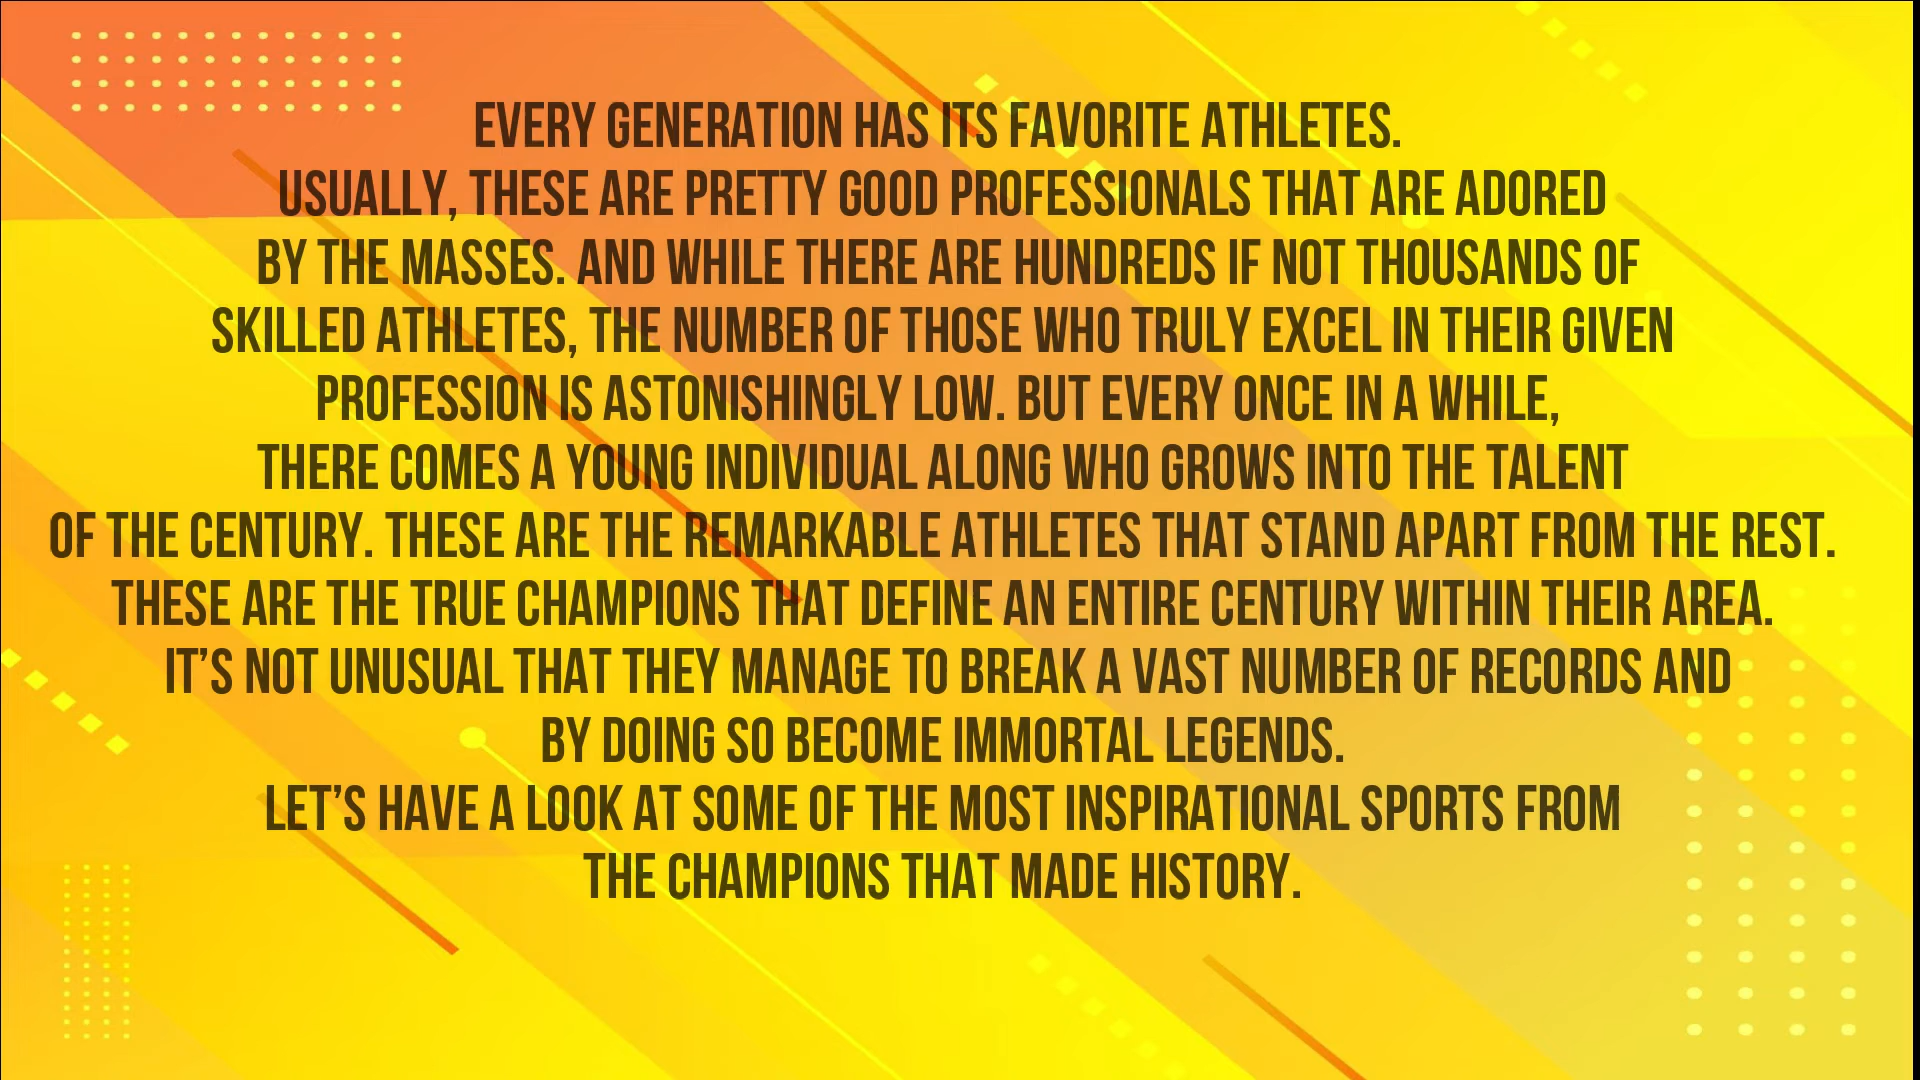 EVERY GENERATION HAS ITS FAVORITE ATHLETES.
USUALLY, THESE ARE PRETTY GOOD PROFESSIONALS THAT ARE ADORED
BY THE MASSES. AND WHILE THERE ARE HUNDREDS IF NOT THOUSANDS OF
SKILLED ATHLETES, THE NUMBER OF THOSE WHO TRULY EXCEL IN THEIR GIVEN
PROFESSION IS ASTONISHINGLY LOW. BUT EVERY ONCE IN A WHILE,
THERE COMES A YOUNG INDIVIDUAL ALONG WHO GROWS INTO THE TALENT
OF THE CENTURY. THESE ARE THE REMARKABLE ATHLETES THAT STAND APART FROM THE REST.
THESE ARE THE TRUE CHAMPIONS THAT DEFINE AN ENTIRE CENTURY WITHIN THEIR AREA.
IT’S NOT UNUSUAL THAT THEY MANAGE TO BREAK A VAST NUMBER OF RECORDS AND
BY DOING SO BECOME IMMORTAL LEGENDS.
LET’S HAVE A LOOK AT SOME OF THE MOST INSPIRATIONAL SPORTS FROM
THE CHAMPIONS THAT MADE HISTORY.